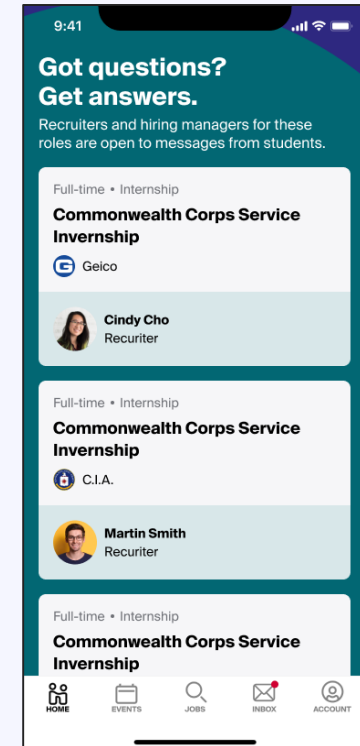 9:41
Got questions?
Get answers.
Recruiters and hiring managers for these
roles are open to messages from students.
Full-time • Internship
Commonwealth Corps Service
Invernship
G Geico
Cindy Cho
Recuriter
Full-time • Internship
Commonwealth Corps Service
Invernship
C.I.A.
Martin Smith
Recuriter
Full-time • Internship
Commonwealth Corps Service
Invernship
HOME EVENTS JOBS INBOX ACCOUNT